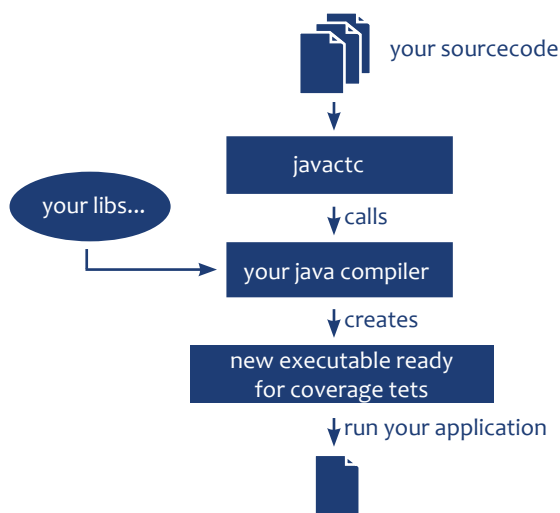 your sourcecode
javactc
your libs...
calls
your java compiler
creates
new executable ready
for coverage tets
run your application